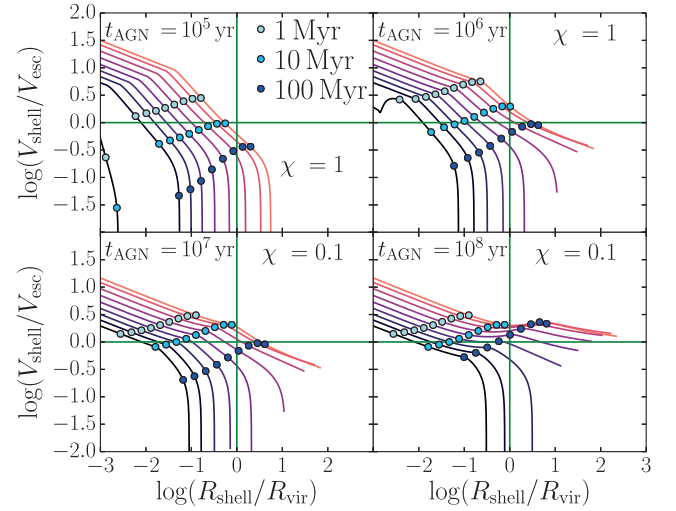 t_AGN = 10^5 yr
1 Myr
10 Myr
100 Myr
χ = 1
t_AGN = 10^6 yr
χ = 1
log(V_shell/V_esc)
2.0
1.5
1.0
0.5
0.0
−0.5
−1.0
−1.5
t_AGN = 10^7 yr
χ = 0.1
t_AGN = 10^8 yr
χ = 0.1
log(V_shell/V_esc)
1.5
1.0
0.5
0.0
−0.5
−1.0
−1.5
−2.0
−3 −2 −1 0 1 2 −2 −1 0 1 2 3
log(R_shell/R_vir) log(R_shell/R_vir)